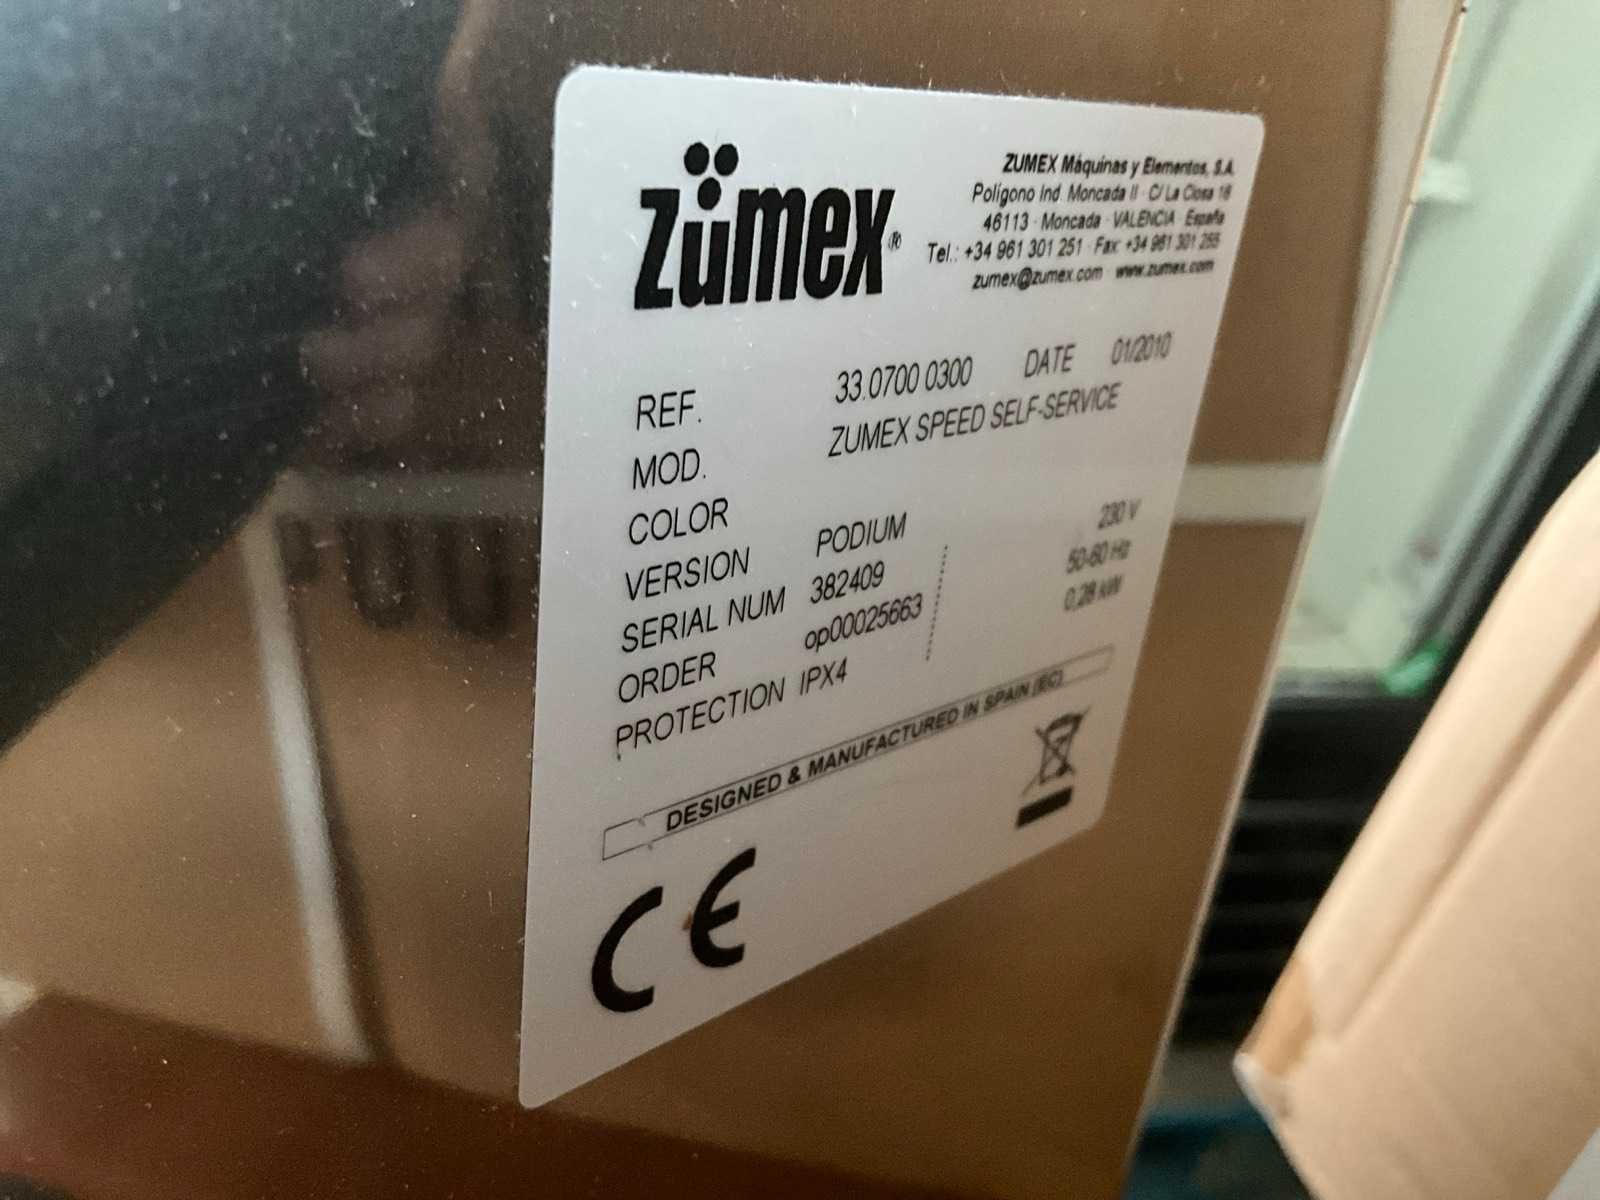 zümex®
ZUMEX Máquinas y Elementos, S.A.
Polígono Ind. Moncada II · C/ La Closa 16
46113 · Moncada · VALENCIA · España
Tel.: +34 961 301 251 · Fax: +34 961 301 255
zumex@zumex.com www.zumex.com
REF. 33.0700 0300 DATE 01/2010
MOD. ZUMEX SPEED SELF-SERVICE
COLOR
VERSION PODIUM 230 V
SERIAL NUM 382409 50-60 Hz
ORDER op00025663 0,28 kW
PROTECTION IPX4
DESIGNED & MANUFACTURED IN SPAIN (EC)
CE